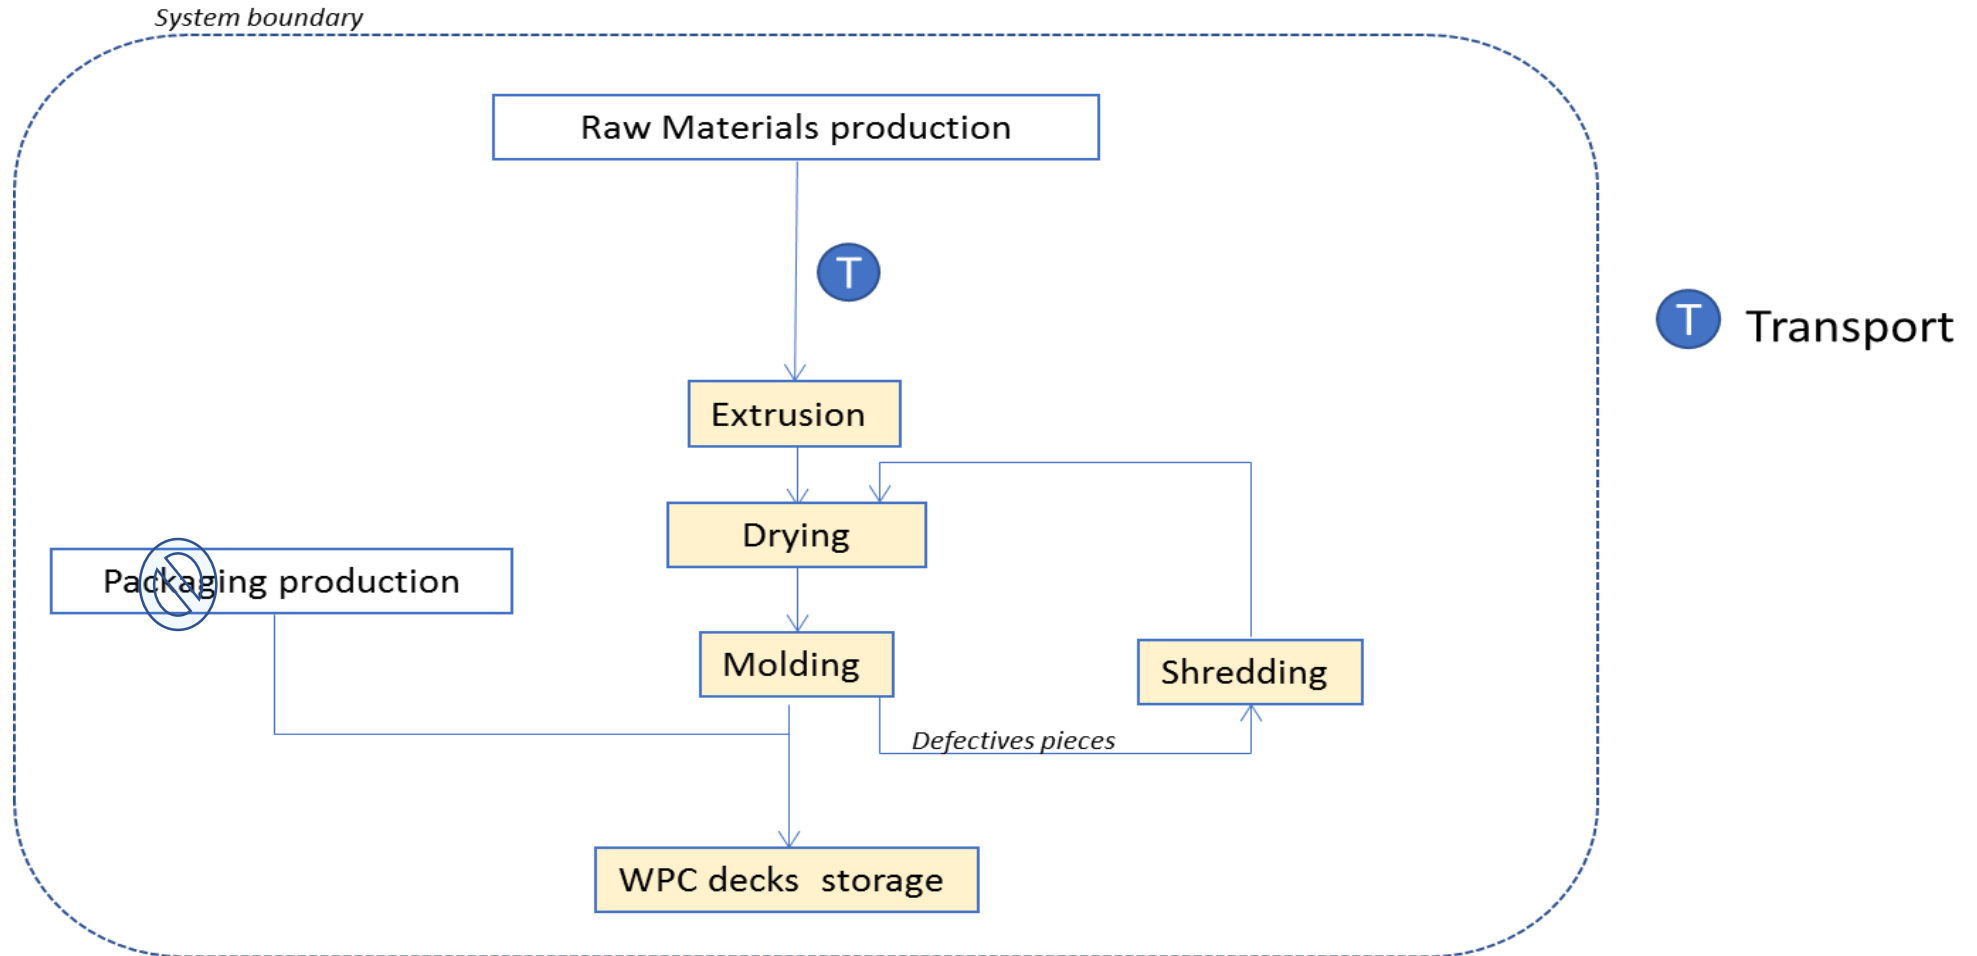 System boundary
Raw Materials production
T
T Transport
Extrusion
Drying
Packaging production
Molding
Shredding
Defectives pieces
WPC decks storage